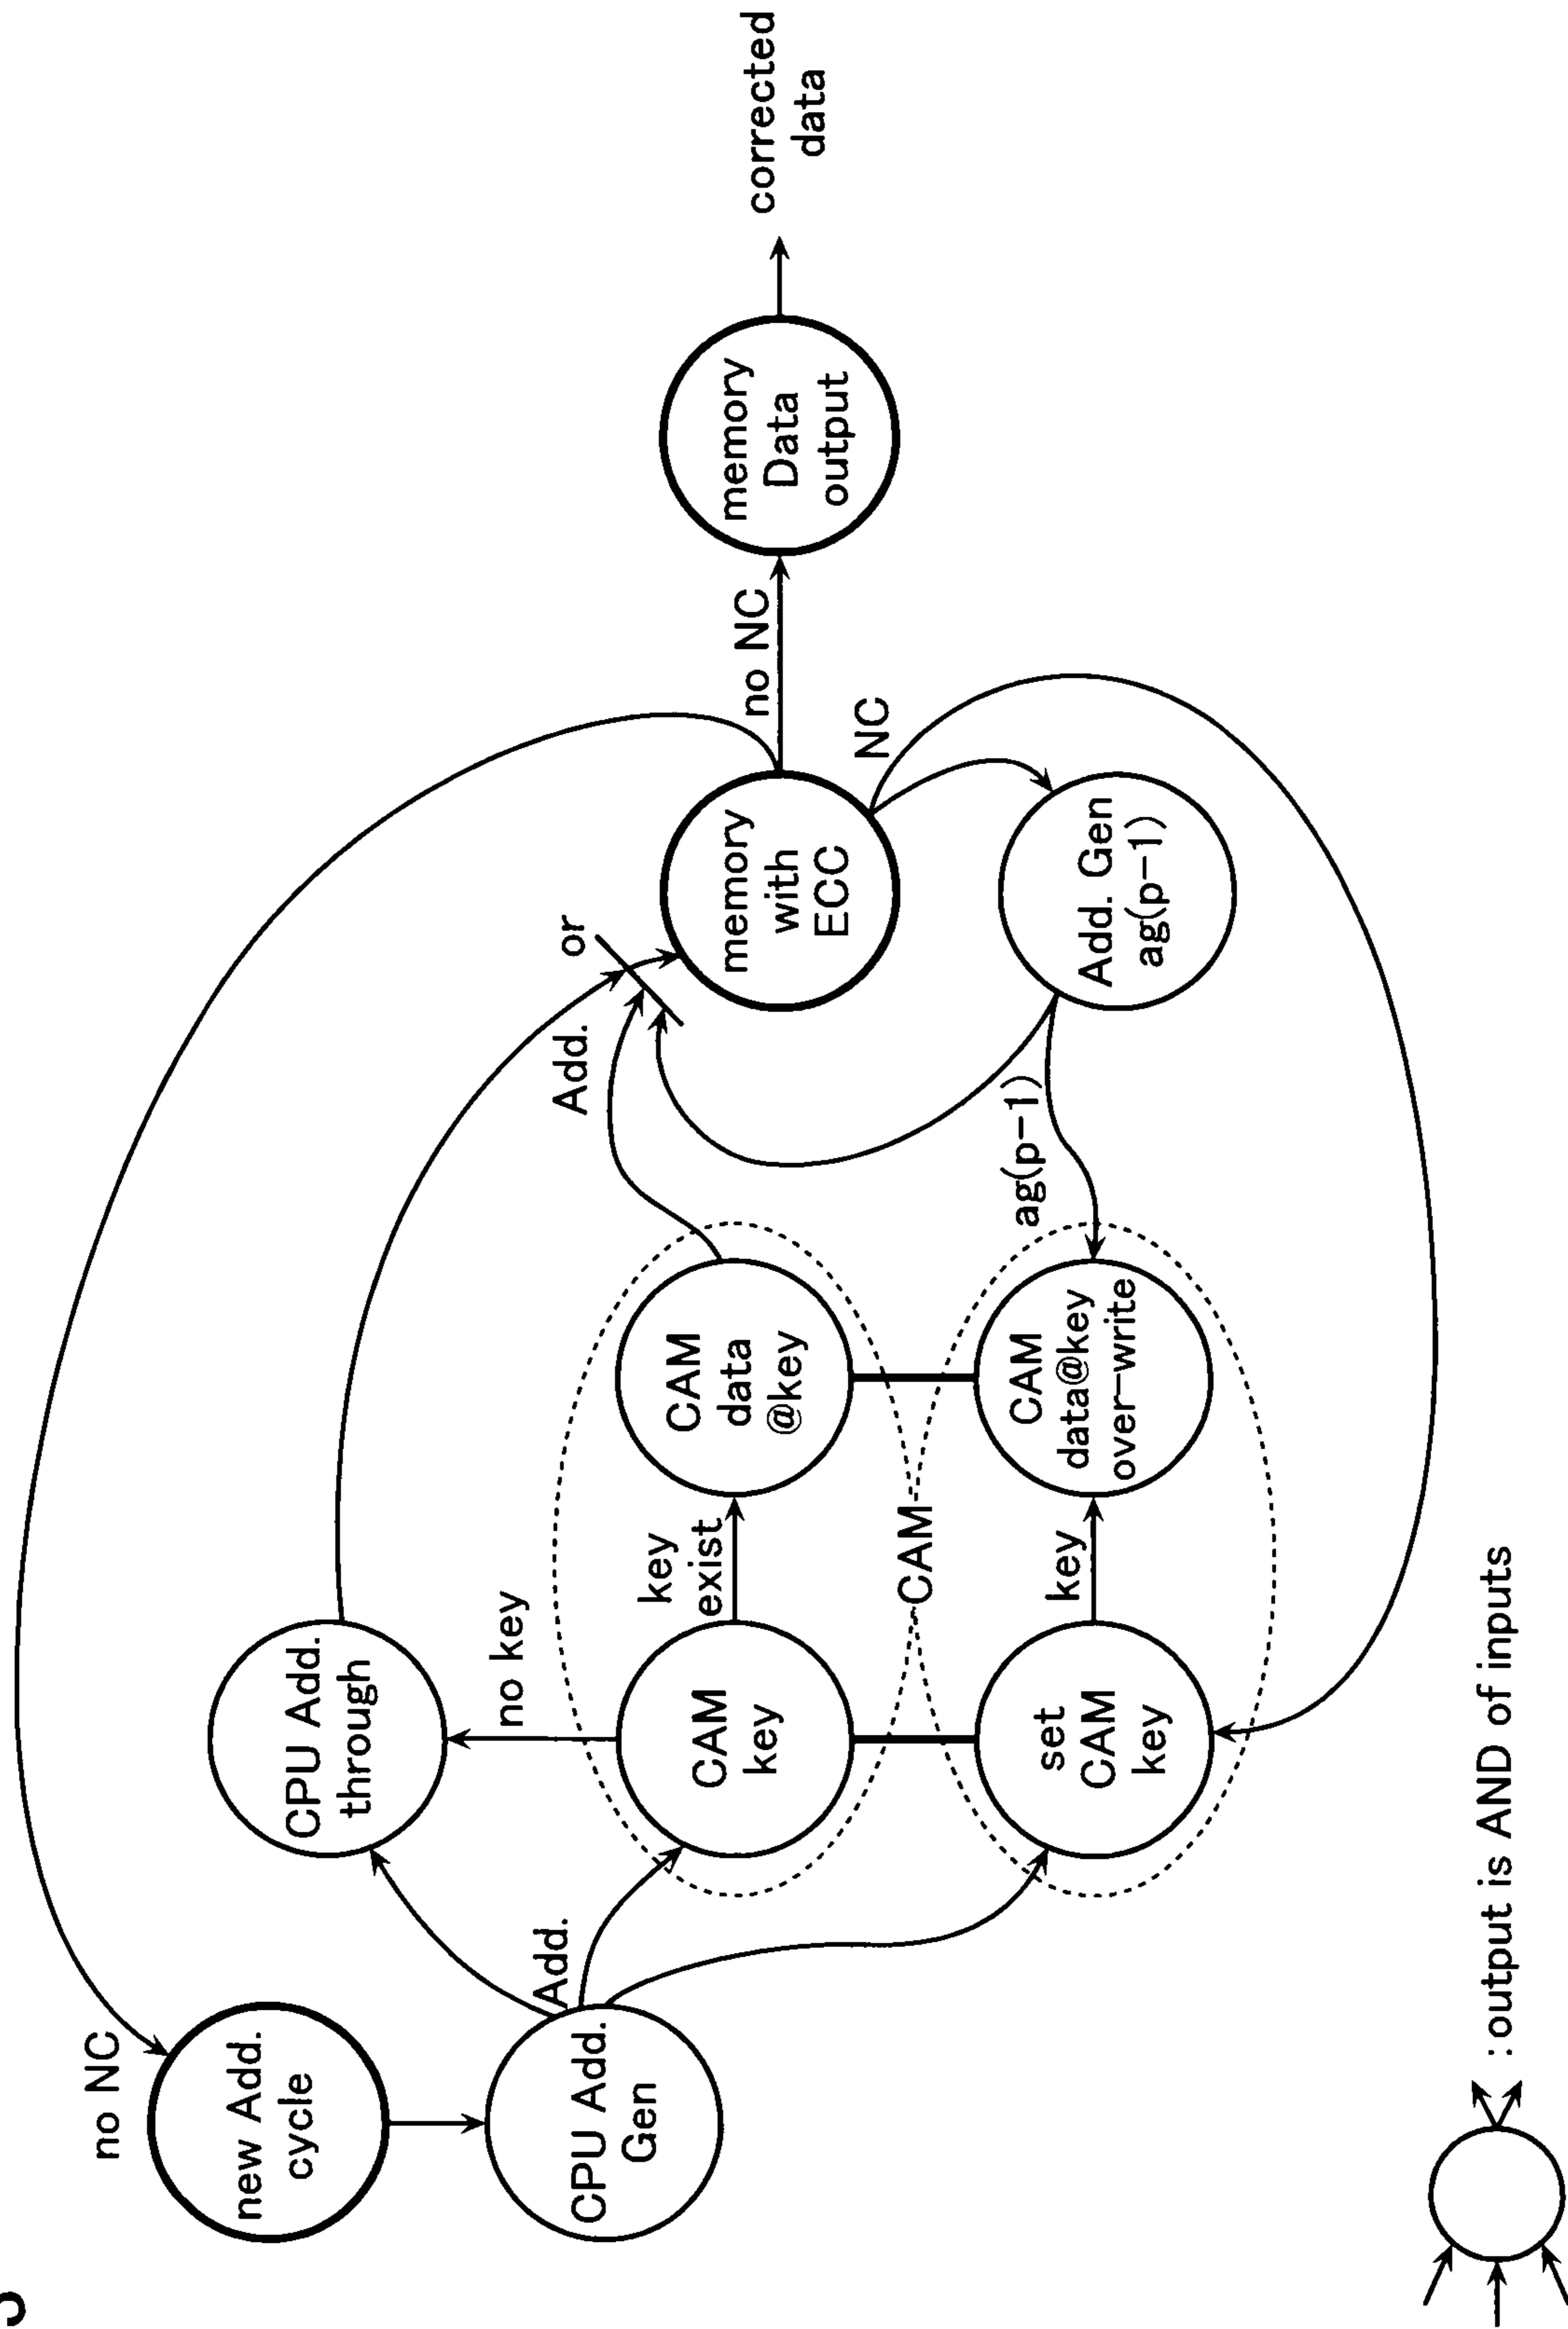 no NC
new Add.
cycle
CPU Add.
Gen
Add.
CPU Add.
through
no key
CAM
key
key
exist
CAM
data
@key
CAM
set
CAM
key
key
CAM
data@key
over-write
ag(p-1)
Add.
or
memory
with
ECC
Add. Gen
ag(p-1)
NC
no NC
memory
Data
output
corrected
data
:output is AND of inputs